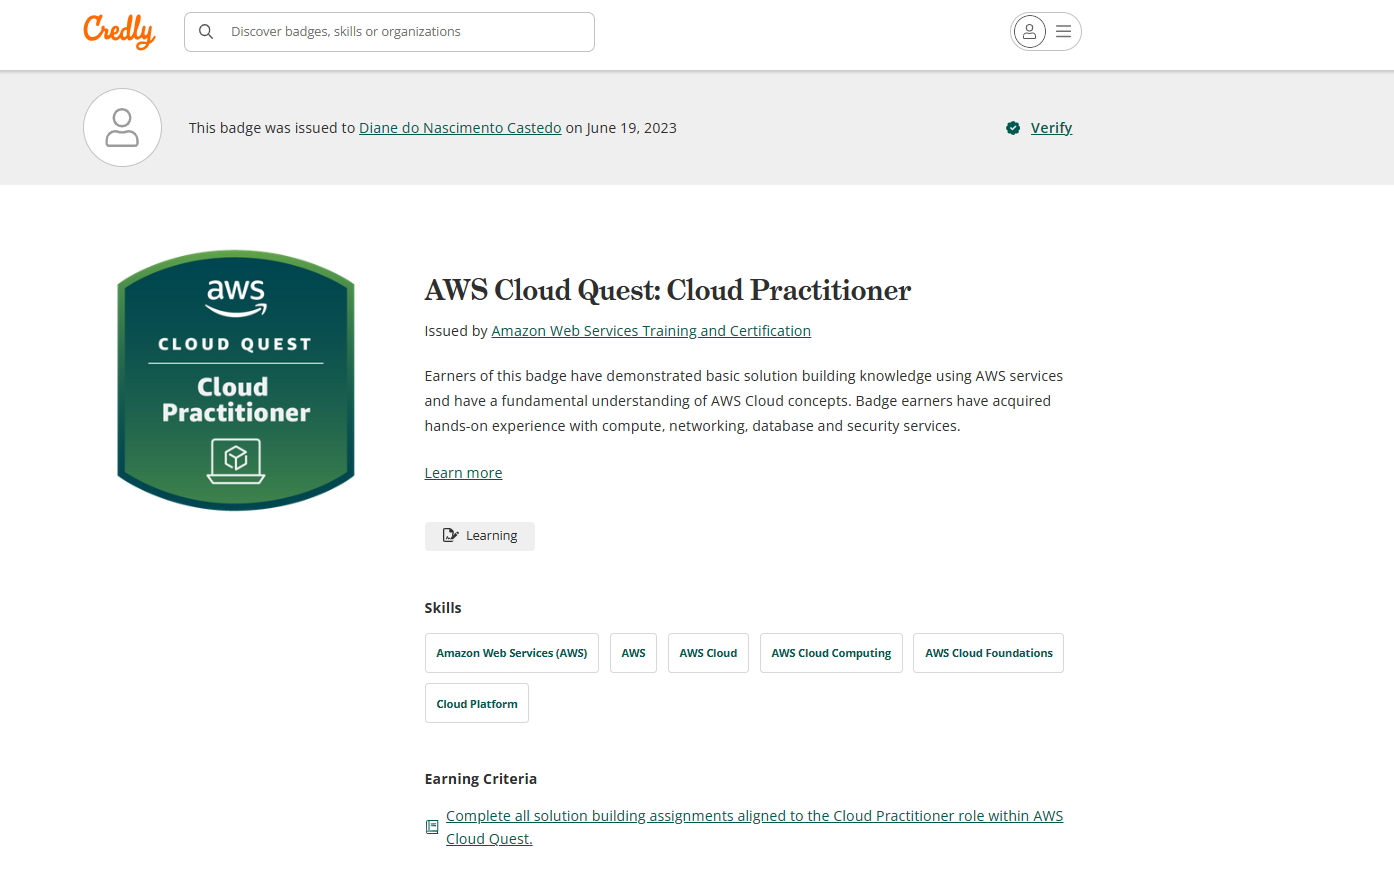 Credly
Discover badges, skills or organizations
This badge was issued to Diane do Nascimento Castedo on June 19, 2023
Verify
aws
CLOUD QUEST
Cloud
Practitioner
AWS Cloud Quest: Cloud Practitioner
Issued by Amazon Web Services Training and Certification
Earners of this badge have demonstrated basic solution building knowledge using AWS services
and have a fundamental understanding of AWS Cloud concepts. Badge earners have acquired
hands-on experience with compute, networking, database and security services.
Learn more
Learning
Skills
Amazon Web Services (AWS)
AWS
AWS Cloud
AWS Cloud Computing
AWS Cloud Foundations
Cloud Platform
Earning Criteria
Complete all solution building assignments aligned to the Cloud Practitioner role within AWS
Cloud Quest.